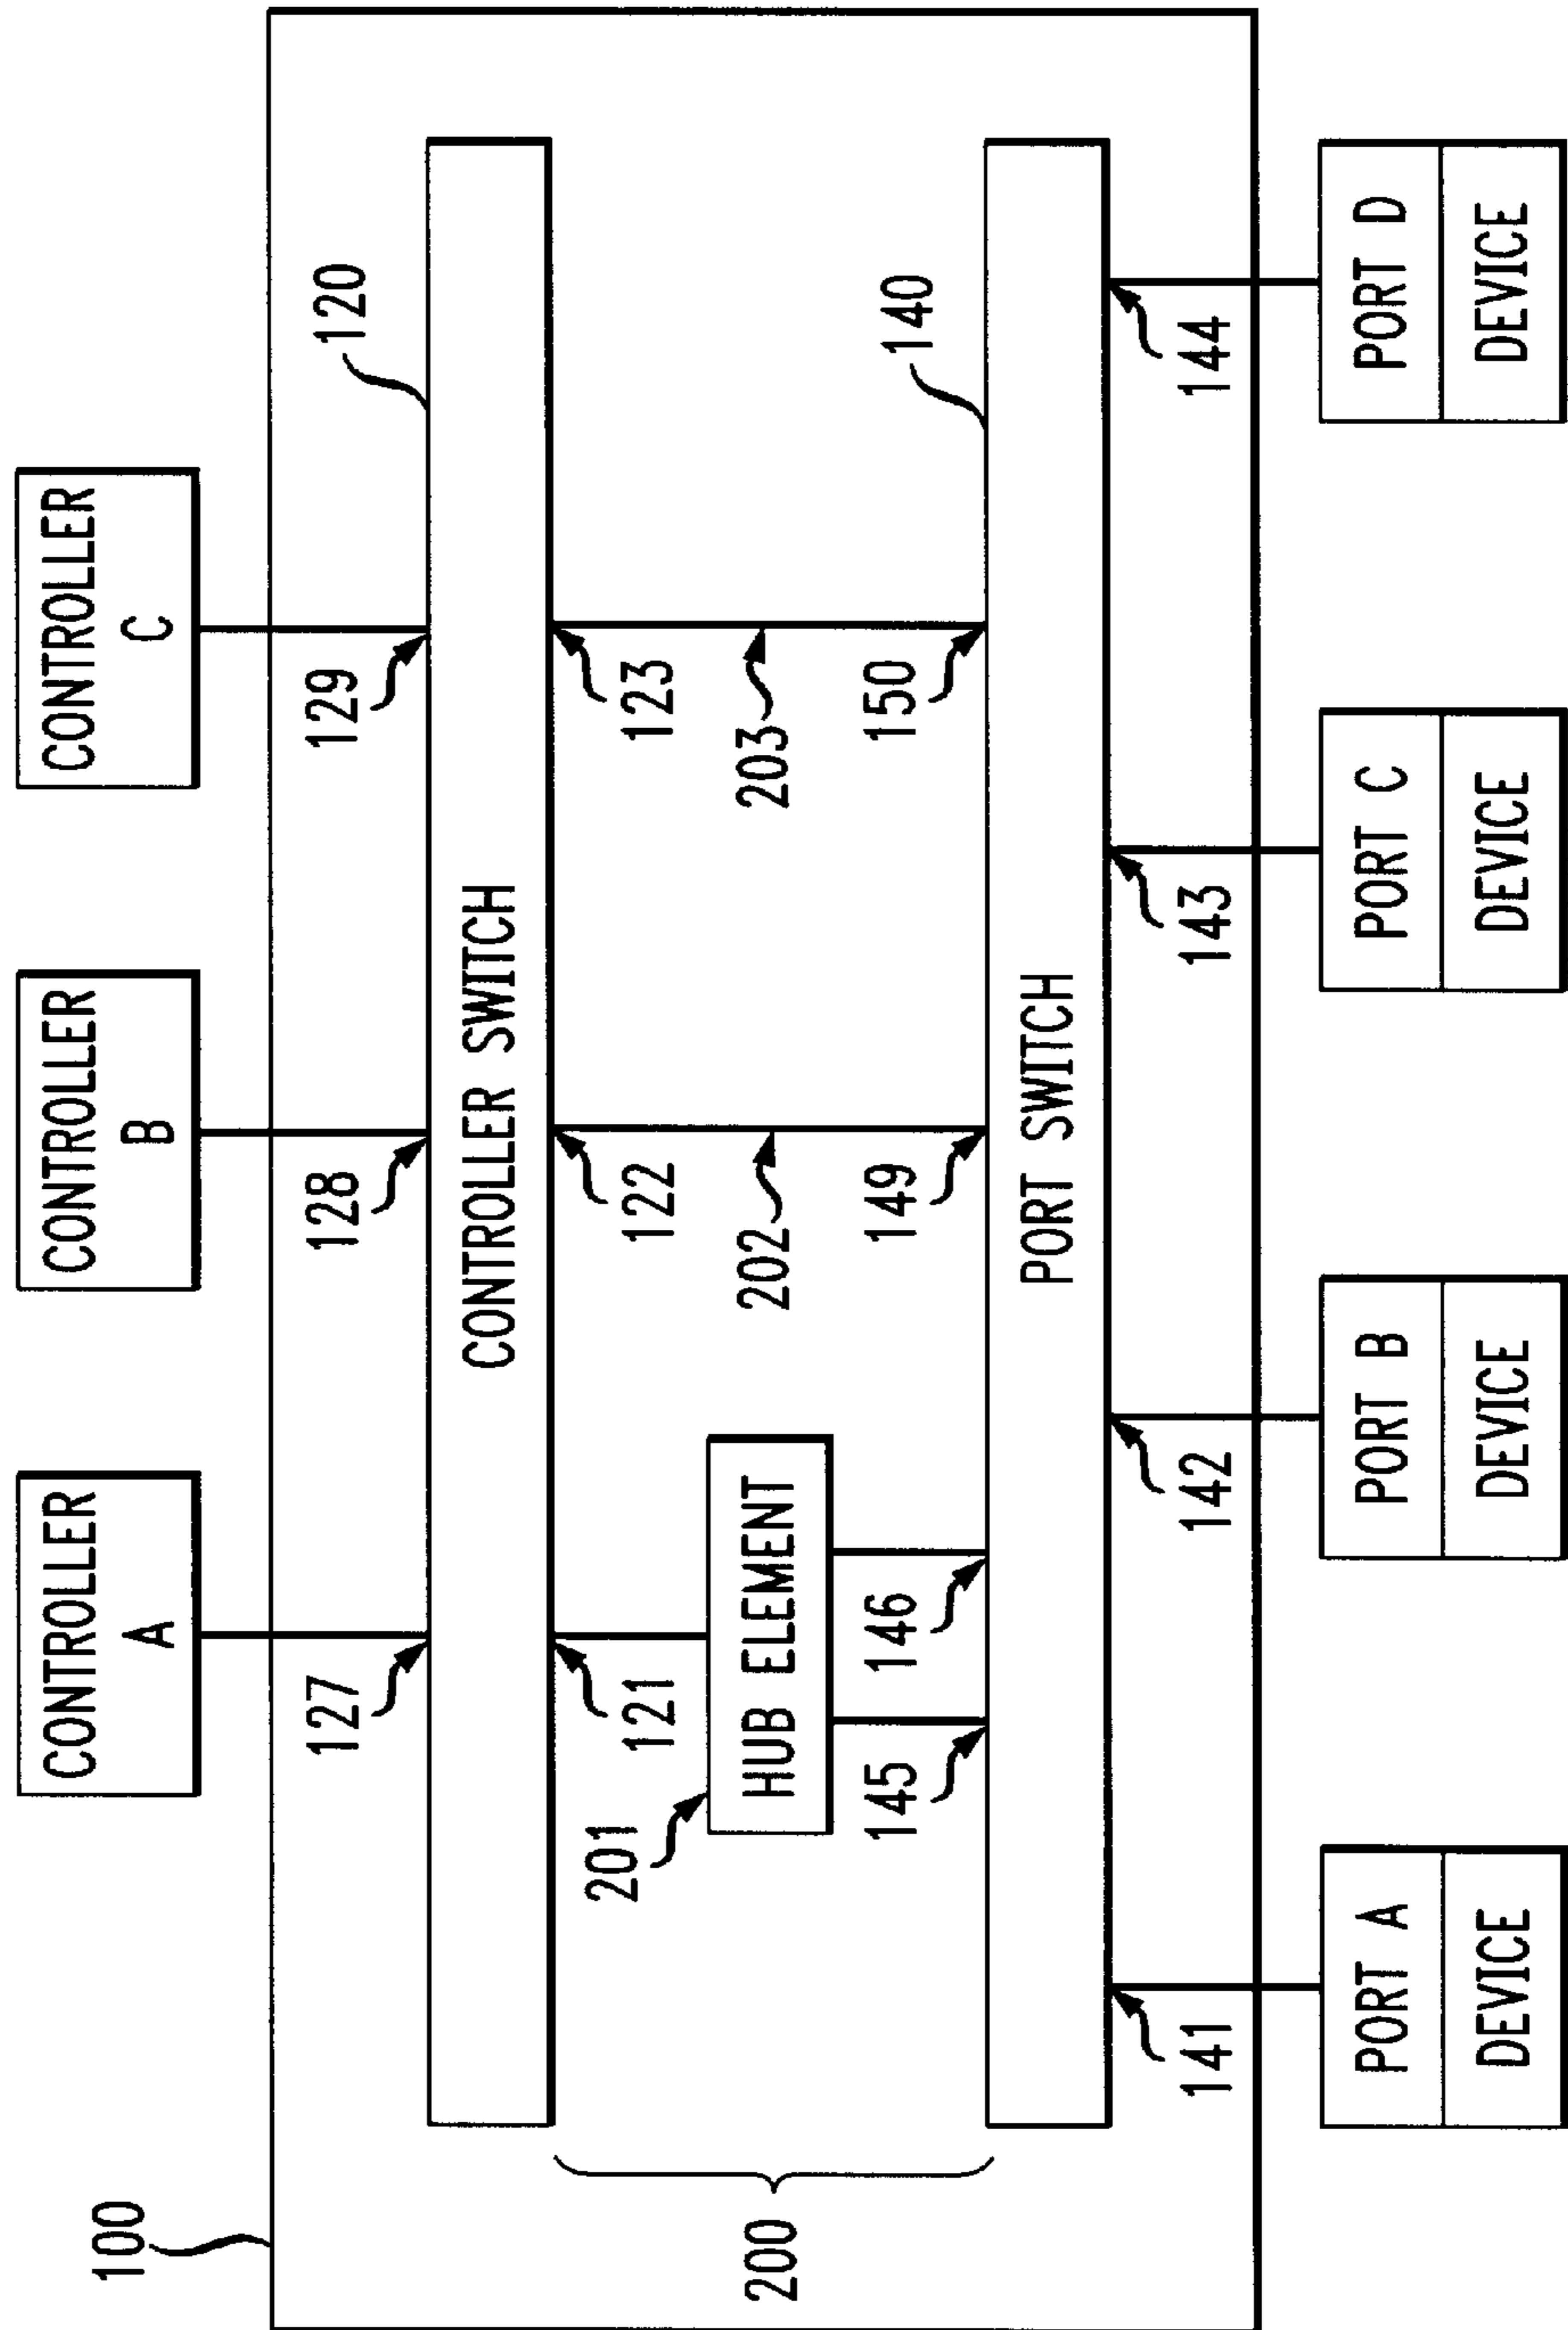 CONTROLLER
A
CONTROLLER
B
CONTROLLER
C
100
127
128
129
120
CONTROLLER SWITCH
121
122
123
201
HUB ELEMENT
200
202
203
145
146
149
150
140
PORT SWITCH
141
142
143
144
PORT A
DEVICE
PORT B
DEVICE
PORT C
DEVICE
PORT D
DEVICE